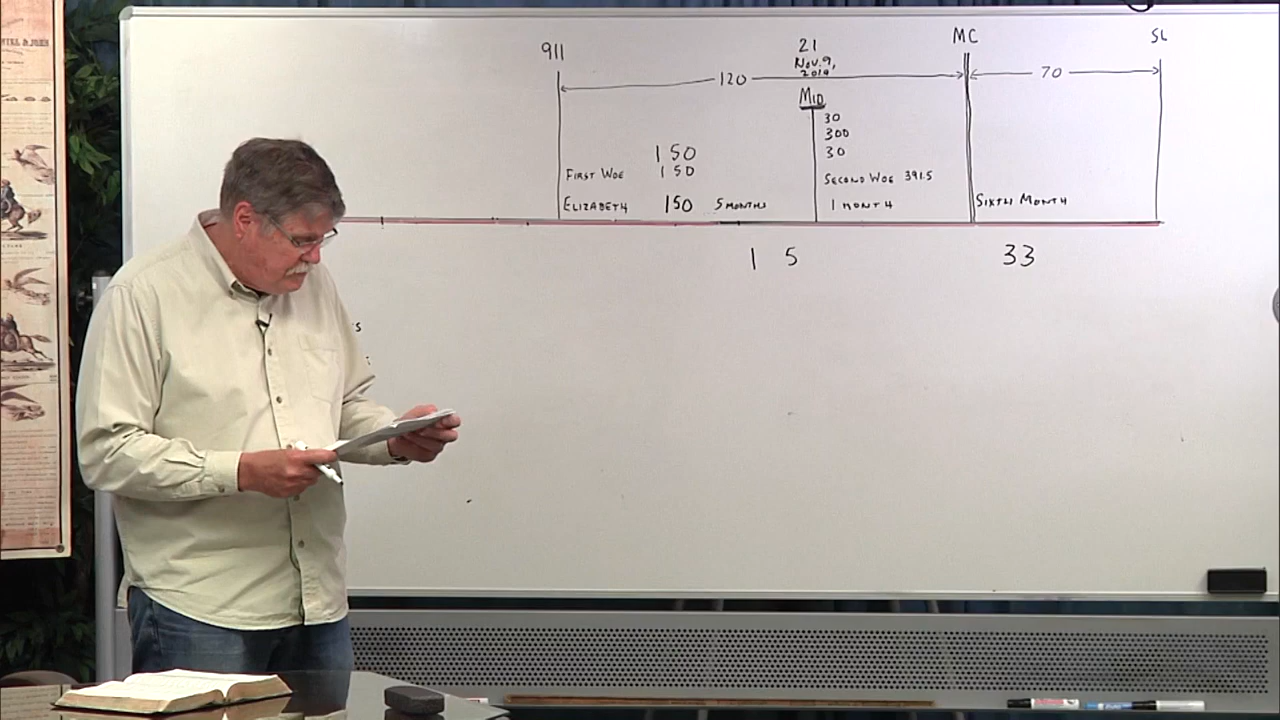 911
21
MC
SL
Nov. 9,
2019
120
70
MID
30
300
150
30
FIRST WOE 150
SECOND WOE 391.5
ELIZABETH 150 5 MONTHS
1 MONTH
SIXTH MONTH
1 5
33
& JOHN